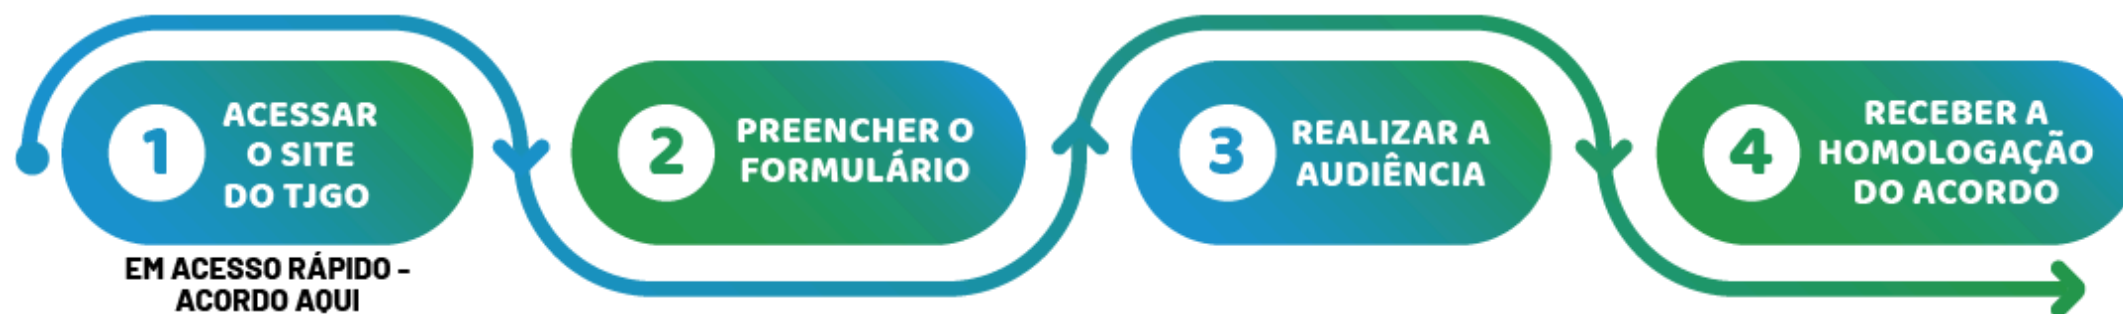 1
ACESSAR
O SITE
DO TJGO
EM ACESSO RÁPIDO -
ACORDO AQUI
2
PREENCHER O
FORMULÁRIO
3
REALIZAR A
AUDIÊNCIA
4
RECEBER A
HOMOLOGAÇÃO
DO ACORDO